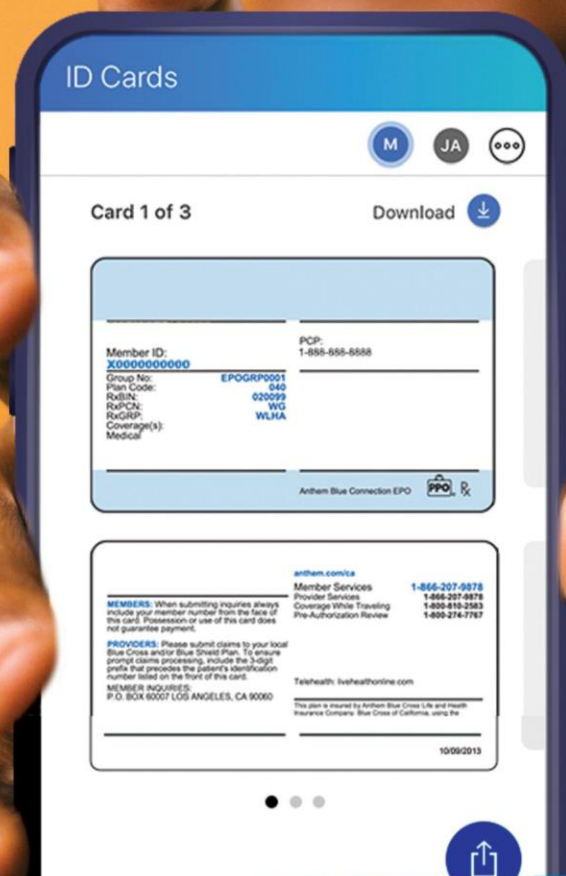 ID Cards
M JA
Card 1 of 3 Download
Member ID:
X0000000000
Group No: EPOGRP0001
Plan Code: 040
RxBIN: 020099
RxPCN: WG
RxGRP: WLHA
Coverage(s):
Medical
PCP:
1-888-888-8888
Anthem Blue Connection EPO PPO Rx
MEMBERS: When submitting inquiries always
include your member number from the face of
this card. Possession or use of this card does
not guarantee payment.
PROVIDERS: Please submit claims to your local
Blue Cross and/or Blue Shield Plan. To ensure
prompt claims processing, include the 3-digit
prefix that precedes the patient's identification
number listed on the front of this card.
MEMBER INQUIRIES:
P.O. BOX 60007 LOS ANGELES, CA 90060
anthem.com/ca
Member Services 1-866-207-9878
Provider Services 1-866-207-9878
Coverage While Traveling 1-800-810-2583
Pre-Authorization Review 1-800-274-7767
Telehealth: livehealthonline.com
This plan is insured by Anthem Blue Cross Life and Health
Insurance Company. Blue Cross of California, using the
10/09/2013